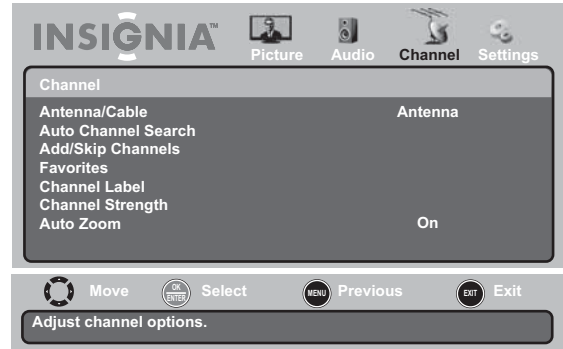 INSIGNIA™
Picture Audio Channel Settings
Channel
Antenna/Cable Antenna
Auto Channel Search
Add/Skip Channels
Favorites
Channel Label
Channel Strength
Auto Zoom On
Move OK ENTER Select MENU Previous EXIT Exit
Adjust channel options.